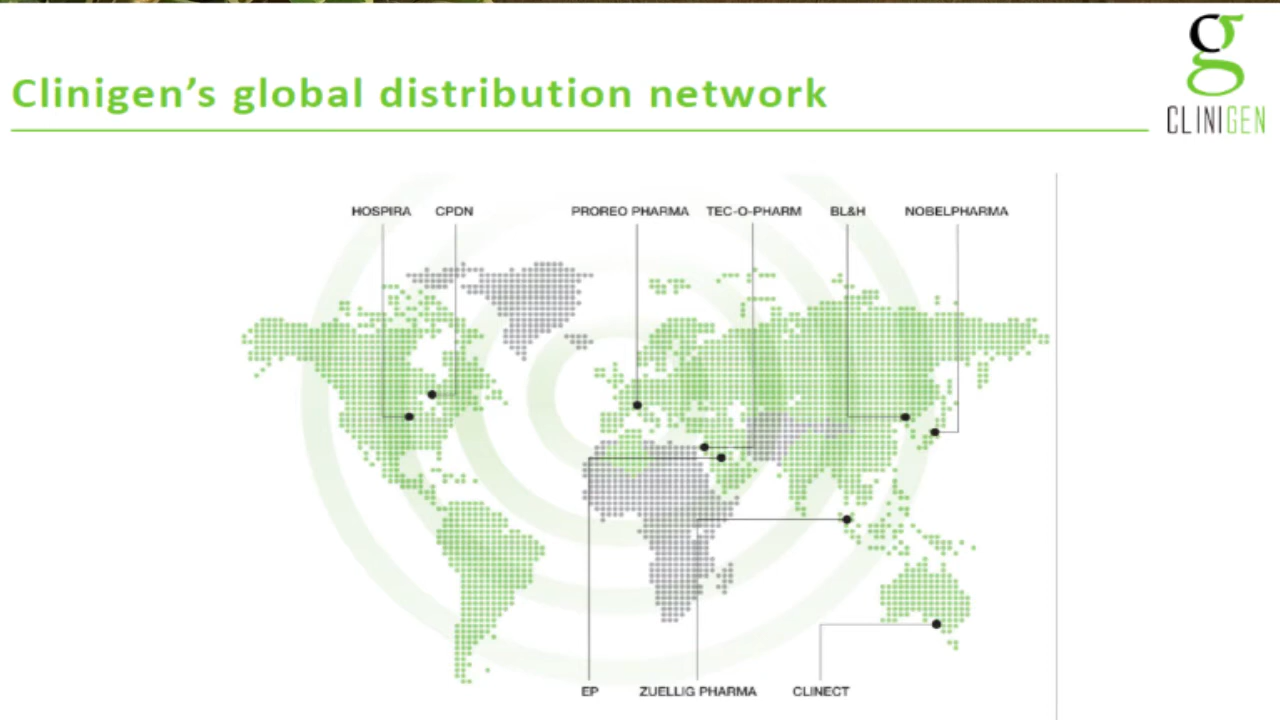 Clinigen's global distribution network
CLINIGEN
HOSPIRA CPDN PROREO PHARMA TEC-O-PHARM BL&H NOBELPHARMA
EP ZUELLIG PHARMA CLINECT